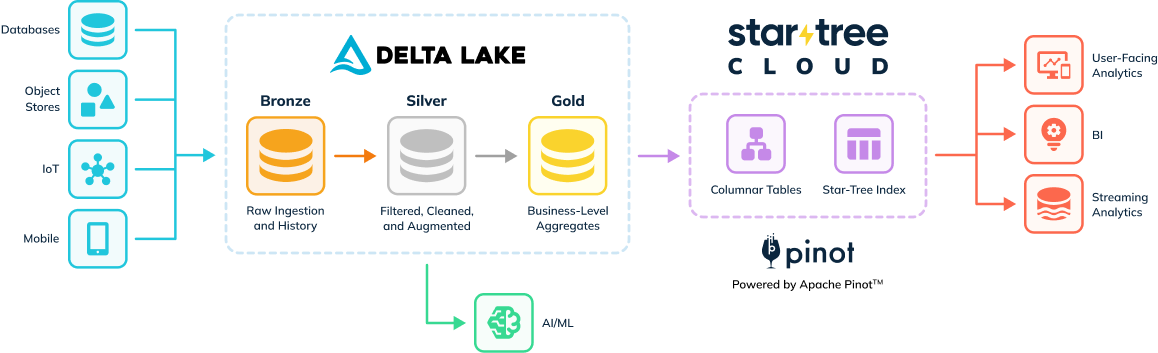 Databases
Object
Stores
IoT
Mobile
DELTA LAKE
Bronze
Silver
Gold
Raw Ingestion
and History
Filtered, Cleaned,
and Augmented
Business-Level
Aggregates
AI/ML
startree
CLOUD
Columnar Tables
Star-Tree Index
pinot
Powered by Apache Pinot™
User-Facing
Analytics
BI
Streaming
Analytics